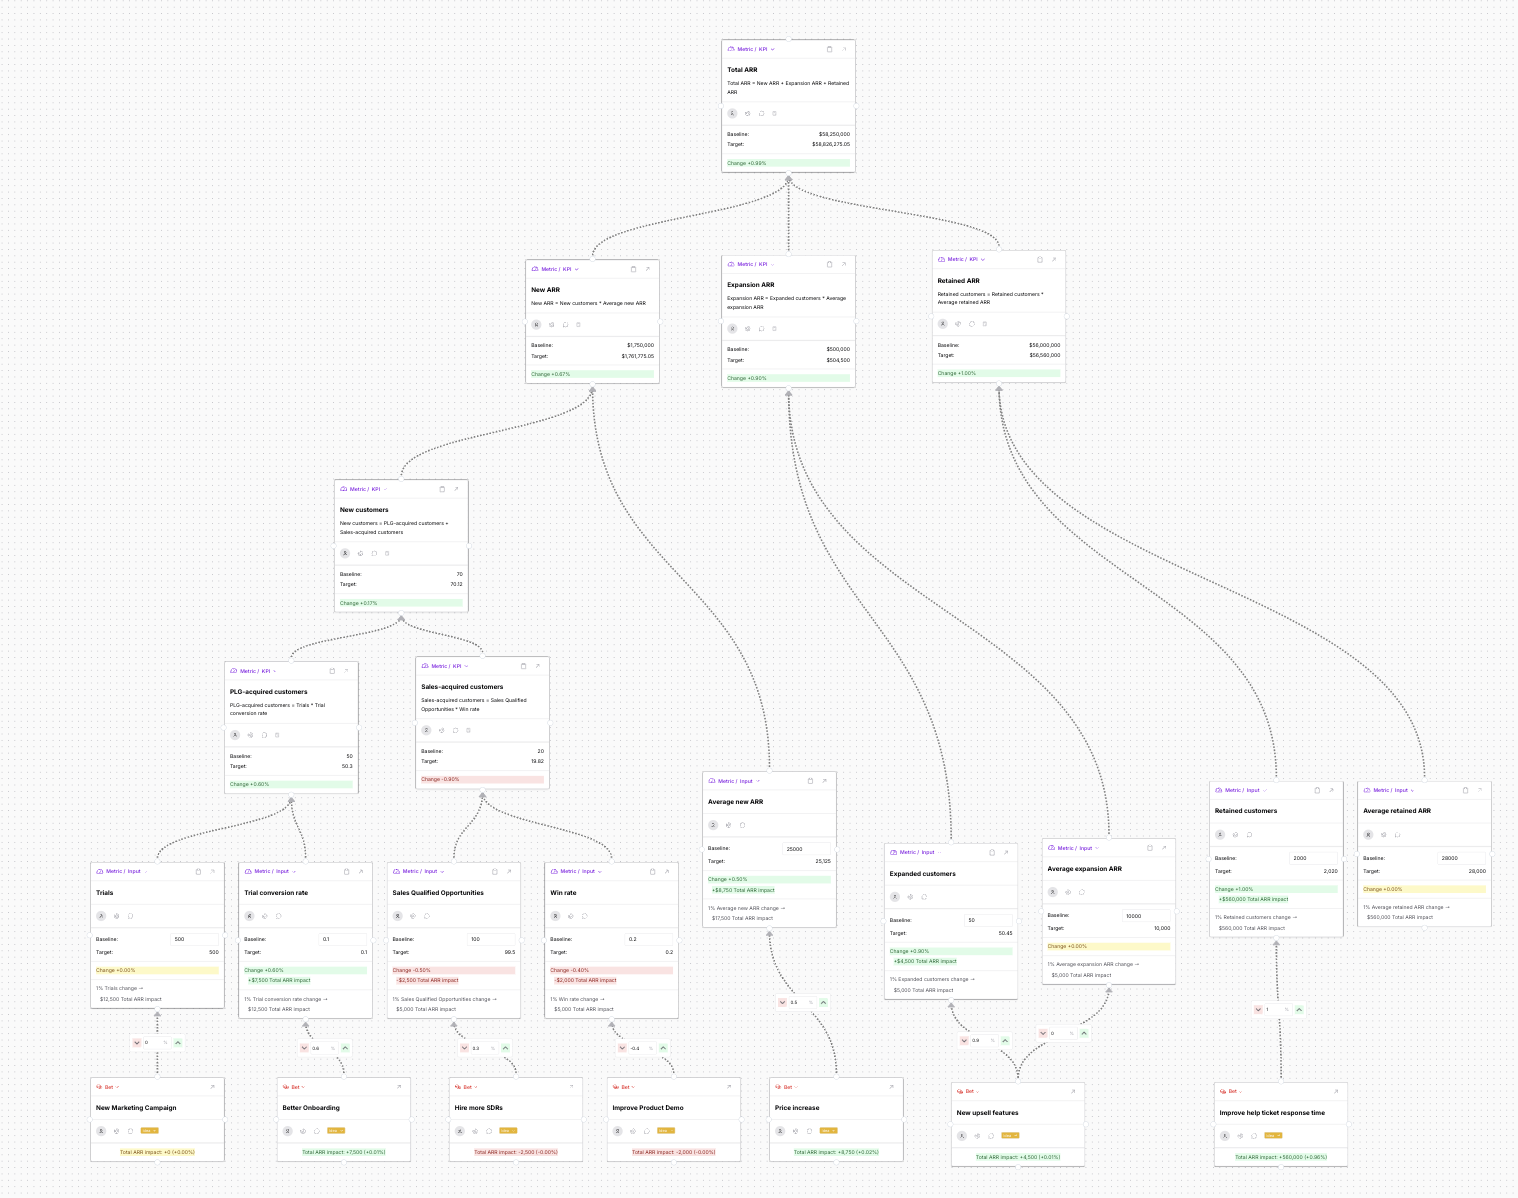 Metric / KPI
Total ARR
Total ARR = New ARR + Expansion ARR + Retained
ARR
Baseline: $58,250,000
Target: $58,826,275.05
Change +0.99%
Metric / KPI
New ARR
New ARR = New customers * Average new ARR
Baseline: $1,750,000
Target: $1,761,775.05
Change +0.67%
Metric / KPI
Expansion ARR
Expansion ARR = Expanded customers * Average
expansion ARR
Baseline: $500,000
Target: $504,500
Change +0.90%
Metric / KPI
Retained ARR
Retained customers = Retained customers *
Average retained ARR
Baseline: $56,000,000
Target: $56,560,000
Change +1.00%
Metric / KPI
New customers
New customers = PLG-acquired customers +
Sales-acquired customers
Baseline: 70
Target: 70.12
Change +0.17%
Metric / KPI
PLG-acquired customers
PLG-acquired customers = Trials * Trial
conversion rate
Baseline: 50
Target: 50.3
Change +0.60%
Metric / KPI
Sales-acquired customers
Sales-acquired customers = Sales Qualified
Opportunities * Win rate
Baseline: 20
Target: 19.82
Change -0.90%
Metric / Input
Average new ARR
Baseline: 25000
Target: 25,125
Change +0.50%
+$8,750 Total ARR impact
1% Average new ARR change →
$17,500 Total ARR impact
Metric / Input
Retained customers
Baseline: 2000
Target: 2,020
Change +1.00%
+$560,000 Total ARR impact
1% Retained customers change →
$560,000 Total ARR impact
Metric / Input
Average retained ARR
Baseline: 28000
Target: 28,000
Change +0.00%
1% Average retained ARR change →
$560,000 Total ARR impact
Metric / Input
Expanded customers
Baseline: 50
Target: 50.45
Change +0.90%
+$4,500 Total ARR impact
1% Expanded customers change →
$5,000 Total ARR impact
Metric / Input
Average expansion ARR
Baseline: 10000
Target: 10,000
Change +0.00%
1% Average expansion ARR change →
$5,000 Total ARR impact
Metric / Input
Trials
Baseline: 500
Target: 500
Change +0.00%
1% Trials change →
$12,500 Total ARR impact
Metric / Input
Trial conversion rate
Baseline: 0.1
Target: 0.1
Change +0.60%
+$7,500 Total ARR impact
1% Trial conversion rate change →
$12,500 Total ARR impact
Metric / Input
Sales Qualified Opportunities
Baseline: 100
Target: 99.5
Change -0.50%
-$2,500 Total ARR impact
1% Sales Qualified Opportunities change →
$5,000 Total ARR impact
Metric / Input
Win rate
Baseline: 0.2
Target: 0.2
Change -0.40%
-$2,000 Total ARR impact
1% Win rate change →
$5,000 Total ARR impact
0 %
0.6 %
%
-0.4 %
0.5 %
0.9 %
0 %
1 %
Bet
New Marketing Campaign
Total ARR impact: +0 (+0.00%)
Bet
Better Onboarding
Total ARR impact: +7,500 (+0.01%)
Bet
Hire more SDRs
Total ARR impact: -2,500 (-0.00%)
Bet
Improve Product Demo
Total ARR impact: -2,000 (-0.00%)
Bet
Price increase
Total ARR impact: +8,750 (+0.02%)
Bet
New upsell features
Total ARR impact: +4,500 (+0.01%)
Bet
Improve help ticket response time
Total ARR impact: +560,000 (+0.96%)